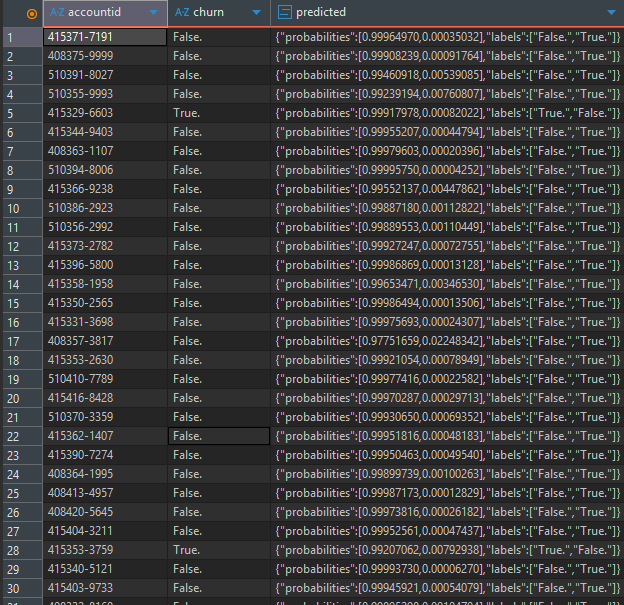 accountid churn predicted
1 415371-7191 False. {"probabilities":[0.99964970,0.00035032],"labels":["False.","True."]}
2 408375-9999 False. {"probabilities":[0.99908239,0.00091764],"labels":["False.","True."]}
3 510391-8027 False. {"probabilities":[0.99460918,0.00539085],"labels":["False.","True."]}
4 510355-9993 False. {"probabilities":[0.99239194,0.00760807],"labels":["False.","True."]}
5 415329-6603 True. {"probabilities":[0.99917978,0.00082022],"labels":["True.","False."]}
6 415344-9403 False. {"probabilities":[0.99955207,0.00044794],"labels":["False.","True."]}
7 408363-1107 False. {"probabilities":[0.99979603,0.00020396],"labels":["False.","True."]}
8 510394-8006 False. {"probabilities":[0.99995750,0.00004252],"labels":["False.","True."]}
9 415366-9238 False. {"probabilities":[0.99552137,0.00447862],"labels":["False.","True."]}
10 510386-2923 False. {"probabilities":[0.99887180,0.00112822],"labels":["False.","True."]}
11 510356-2992 False. {"probabilities":[0.99889553,0.00110449],"labels":["False.","True."]}
12 415373-2782 False. {"probabilities":[0.99927247,0.00072755],"labels":["False.","True."]}
13 415396-5800 False. {"probabilities":[0.99986869,0.00013128],"labels":["False.","True."]}
14 415358-1958 False. {"probabilities":[0.99653471,0.00346530],"labels":["False.","True."]}
15 415350-2565 False. {"probabilities":[0.99986494,0.00013506],"labels":["False.","True."]}
16 415331-3698 False. {"probabilities":[0.99975693,0.00024307],"labels":["False.","True."]}
17 408357-3817 False. {"probabilities":[0.97751659,0.02248342],"labels":["False.","True."]}
18 415353-2630 False. {"probabilities":[0.99921054,0.00078949],"labels":["False.","True."]}
19 510410-7789 False. {"probabilities":[0.99977416,0.00022582],"labels":["False.","True."]}
20 415416-8428 False. {"probabilities":[0.99970287,0.00029713],"labels":["False.","True."]}
21 510370-3359 False. {"probabilities":[0.99930650,0.00069352],"labels":["False.","True."]}
22 415362-1407 False. {"probabilities":[0.99951816,0.00048183],"labels":["False.","True."]}
23 415390-7274 False. {"probabilities":[0.99950463,0.00049540],"labels":["False.","True."]}
24 408364-1995 False. {"probabilities":[0.99899739,0.00100263],"labels":["False.","True."]}
25 408413-4957 False. {"probabilities":[0.99987173,0.00012829],"labels":["False.","True."]}
26 408420-5645 False. {"probabilities":[0.99973816,0.00026182],"labels":["False.","True."]}
27 415404-3211 False. {"probabilities":[0.99952561,0.00047437],"labels":["False.","True."]}
28 415353-3759 True. {"probabilities":[0.99207062,0.00792938],"labels":["True.","False."]}
29 415340-5121 False. {"probabilities":[0.99993730,0.00006270],"labels":["False.","True."]}
30 415403-9733 False. {"probabilities":[0.99945921,0.00054079],"labels":["False.","True."]}